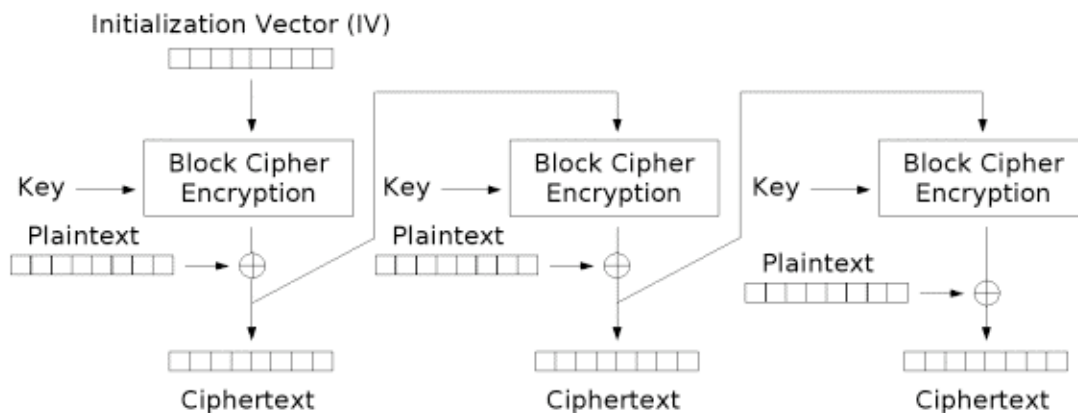 Initialization Vector (IV)
Block Cipher
Encryption
Block Cipher
Encryption
Block Cipher
Encryption
Key
Key
Key
Plaintext
Plaintext
Plaintext
Ciphertext
Ciphertext
Ciphertext